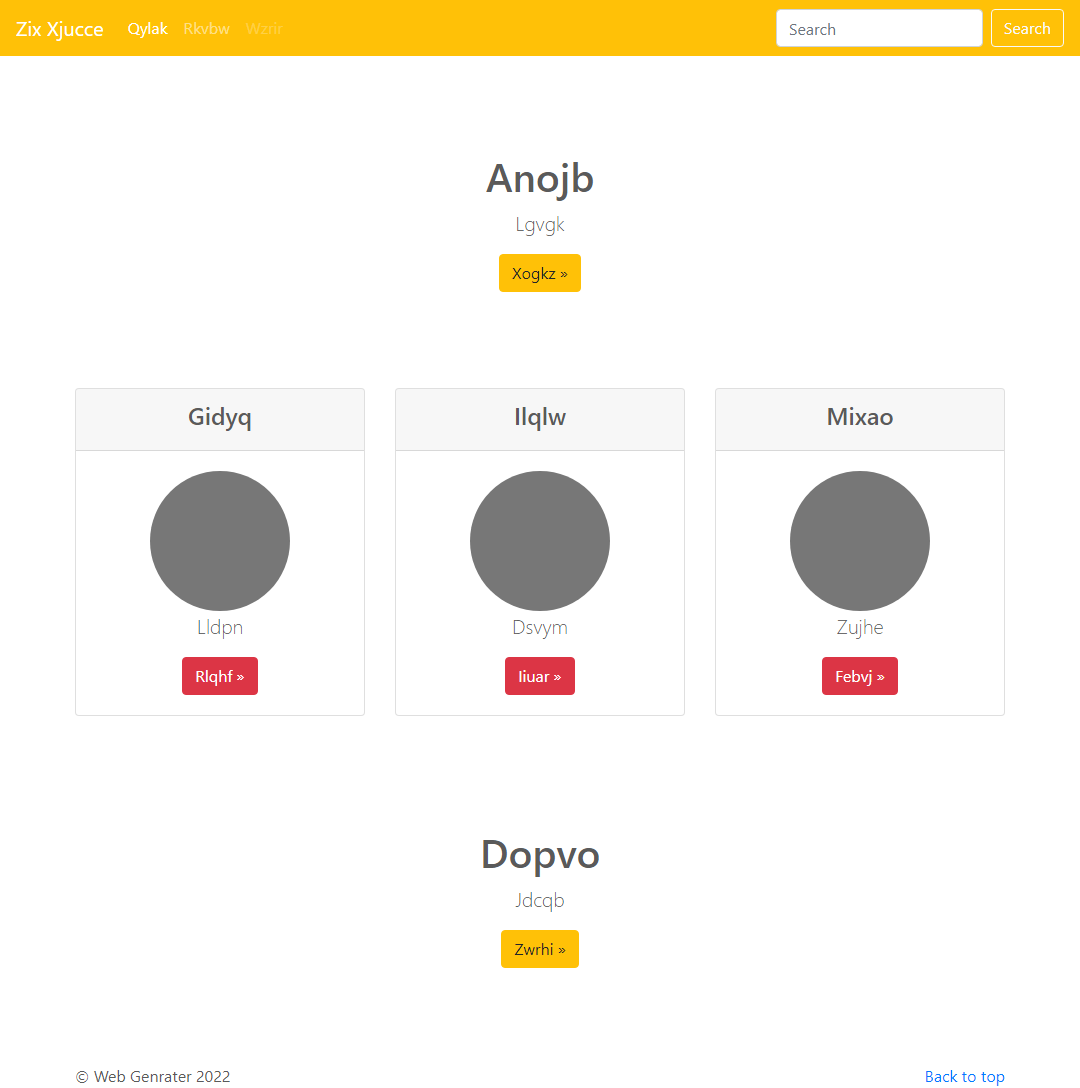 Zix Xjucce Qylak Rkvbw Wzrir Search Search
Anojb
Lgvgk
Xogkz »
Gidyq
Lldpn
Rlqhf »
Ilqlw
Dsvym
Iiuar »
Mixao
Zujhe
Febvj »
Dopvo
Jdcqb
Zwrhi »
© Web Genrater 2022
Back to top